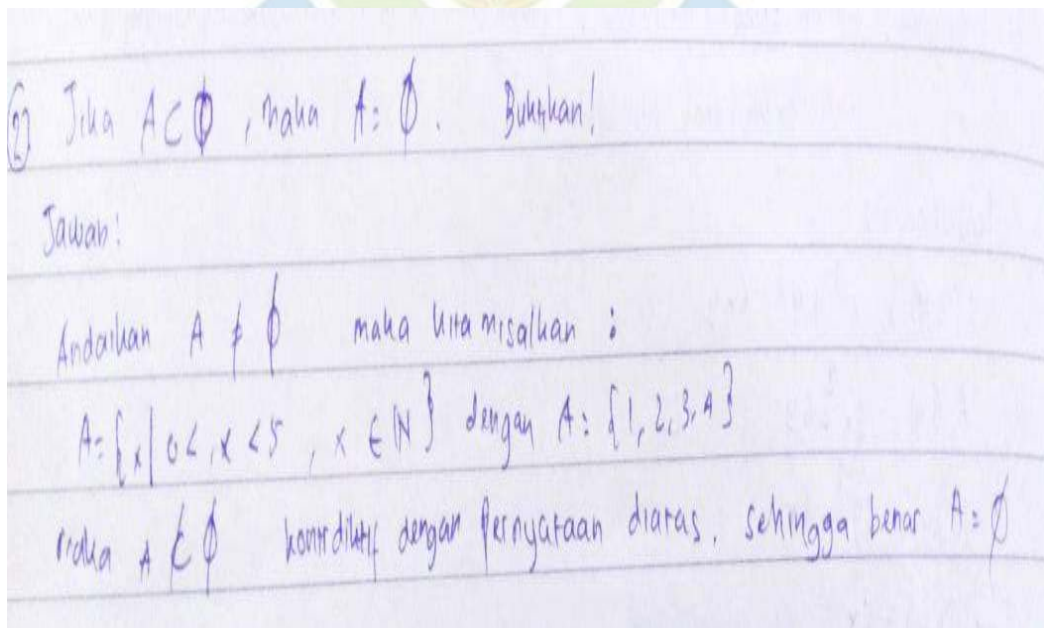 ② Jika A ⊂ ∅, maka A = ∅. Buktikan!
Jawab:
Andaikan A ≠ ∅ maka kita misalkan :
A = {x | 0 < x < 5, x ∈ N} dengan A = {1, 2, 3, 4}
maka A ⊄ ∅ kontrdiktif dengan pernyataan diatas, sehingga benar A = ∅